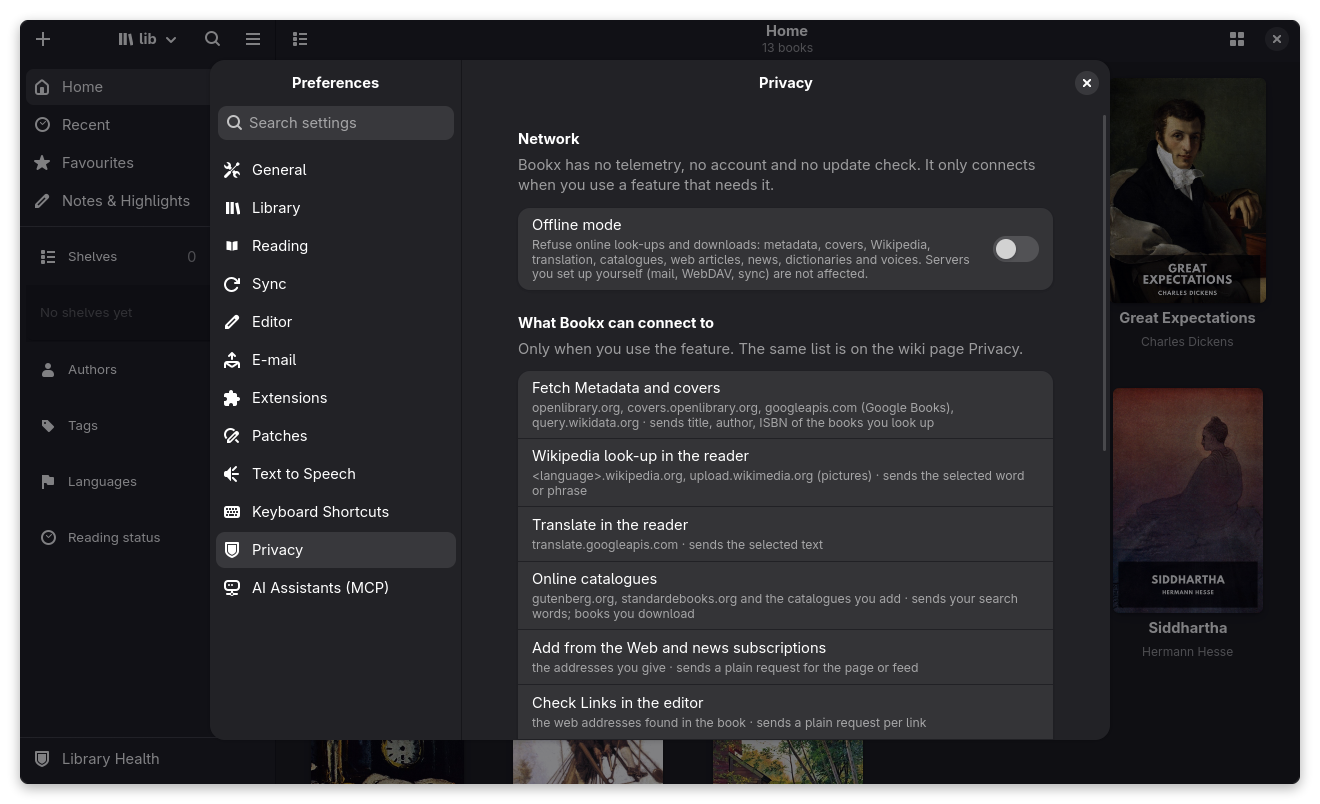 lib
Home
13 books
Home
Recent
Favourites
Notes & Highlights
Shelves
0
No shelves yet
Authors
Tags
Languages
Reading status
Library Health
Preferences
Search settings
General
Library
Reading
Sync
Editor
E-mail
Extensions
Patches
Text to Speech
Keyboard Shortcuts
Privacy
AI Assistants (MCP)
Privacy
Network
Bookx has no telemetry, no account and no update check. It only connects
when you use a feature that needs it.
Offline mode
Refuse online look-ups and downloads: metadata, covers, Wikipedia,
translation, catalogues, web articles, news, dictionaries and voices. Servers
you set up yourself (mail, WebDAV, sync) are not affected.
What Bookx can connect to
Only when you use the feature. The same list is on the wiki page Privacy.
Fetch Metadata and covers
openlibrary.org, covers.openlibrary.org, googleapis.com (Google Books),
query.wikidata.org · sends title, author, ISBN of the books you look up
Wikipedia look-up in the reader
<language>.wikipedia.org, upload.wikimedia.org (pictures) · sends the selected word
or phrase
Translate in the reader
translate.googleapis.com · sends the selected text
Online catalogues
gutenberg.org, standardebooks.org and the catalogues you add · sends your search
words; books you download
Add from the Web and news subscriptions
the addresses you give · sends a plain request for the page or feed
Check Links in the editor
the web addresses found in the book · sends a plain request per link
GREAT
EXPECTATIONS
CHARLES DICKENS
Great Expectations
Charles Dickens
SIDDHARTHA
HERMANN HESSE
Siddhartha
Hermann Hesse